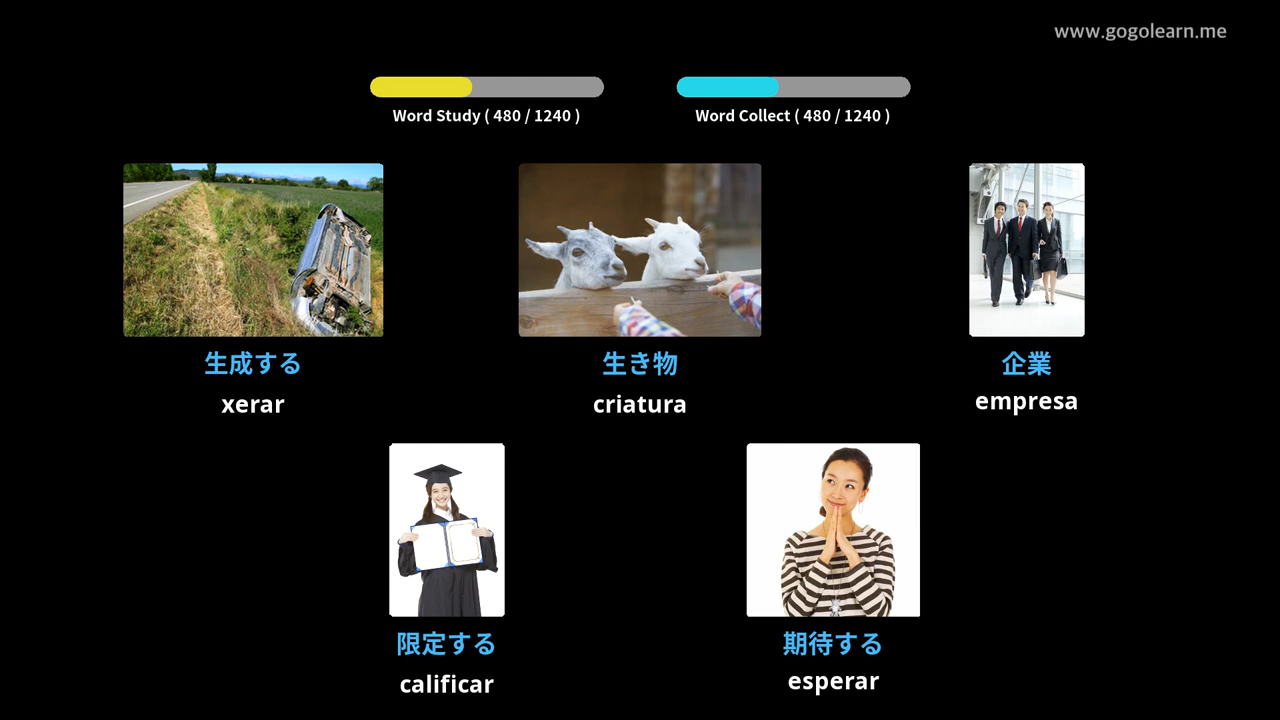 www.gogolearn.me
Word Study ( 480 / 1240 )
Word Collect ( 480 / 1240 )
生成する
xerar
生き物
criatura
企業
empresa
限定する
calificar
期待する
esperar